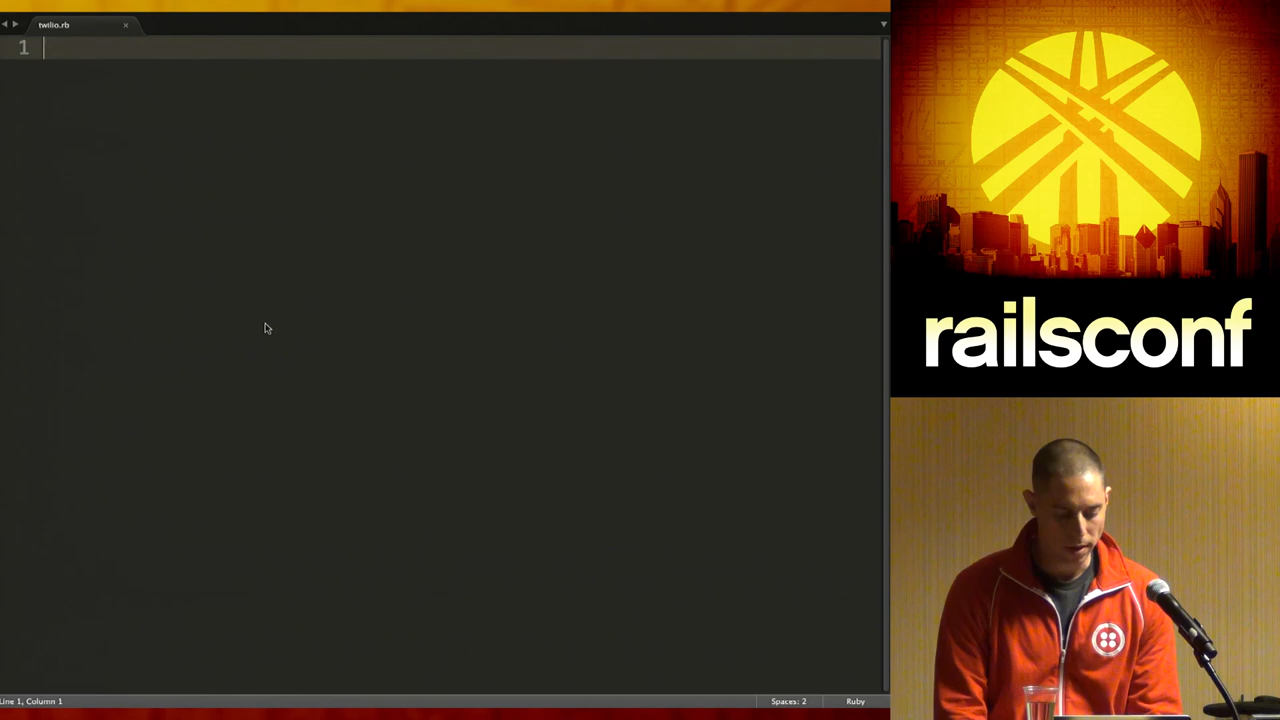 twilio.rb
1
Line 1, Column 1
Spaces: 2
Ruby
railsconf